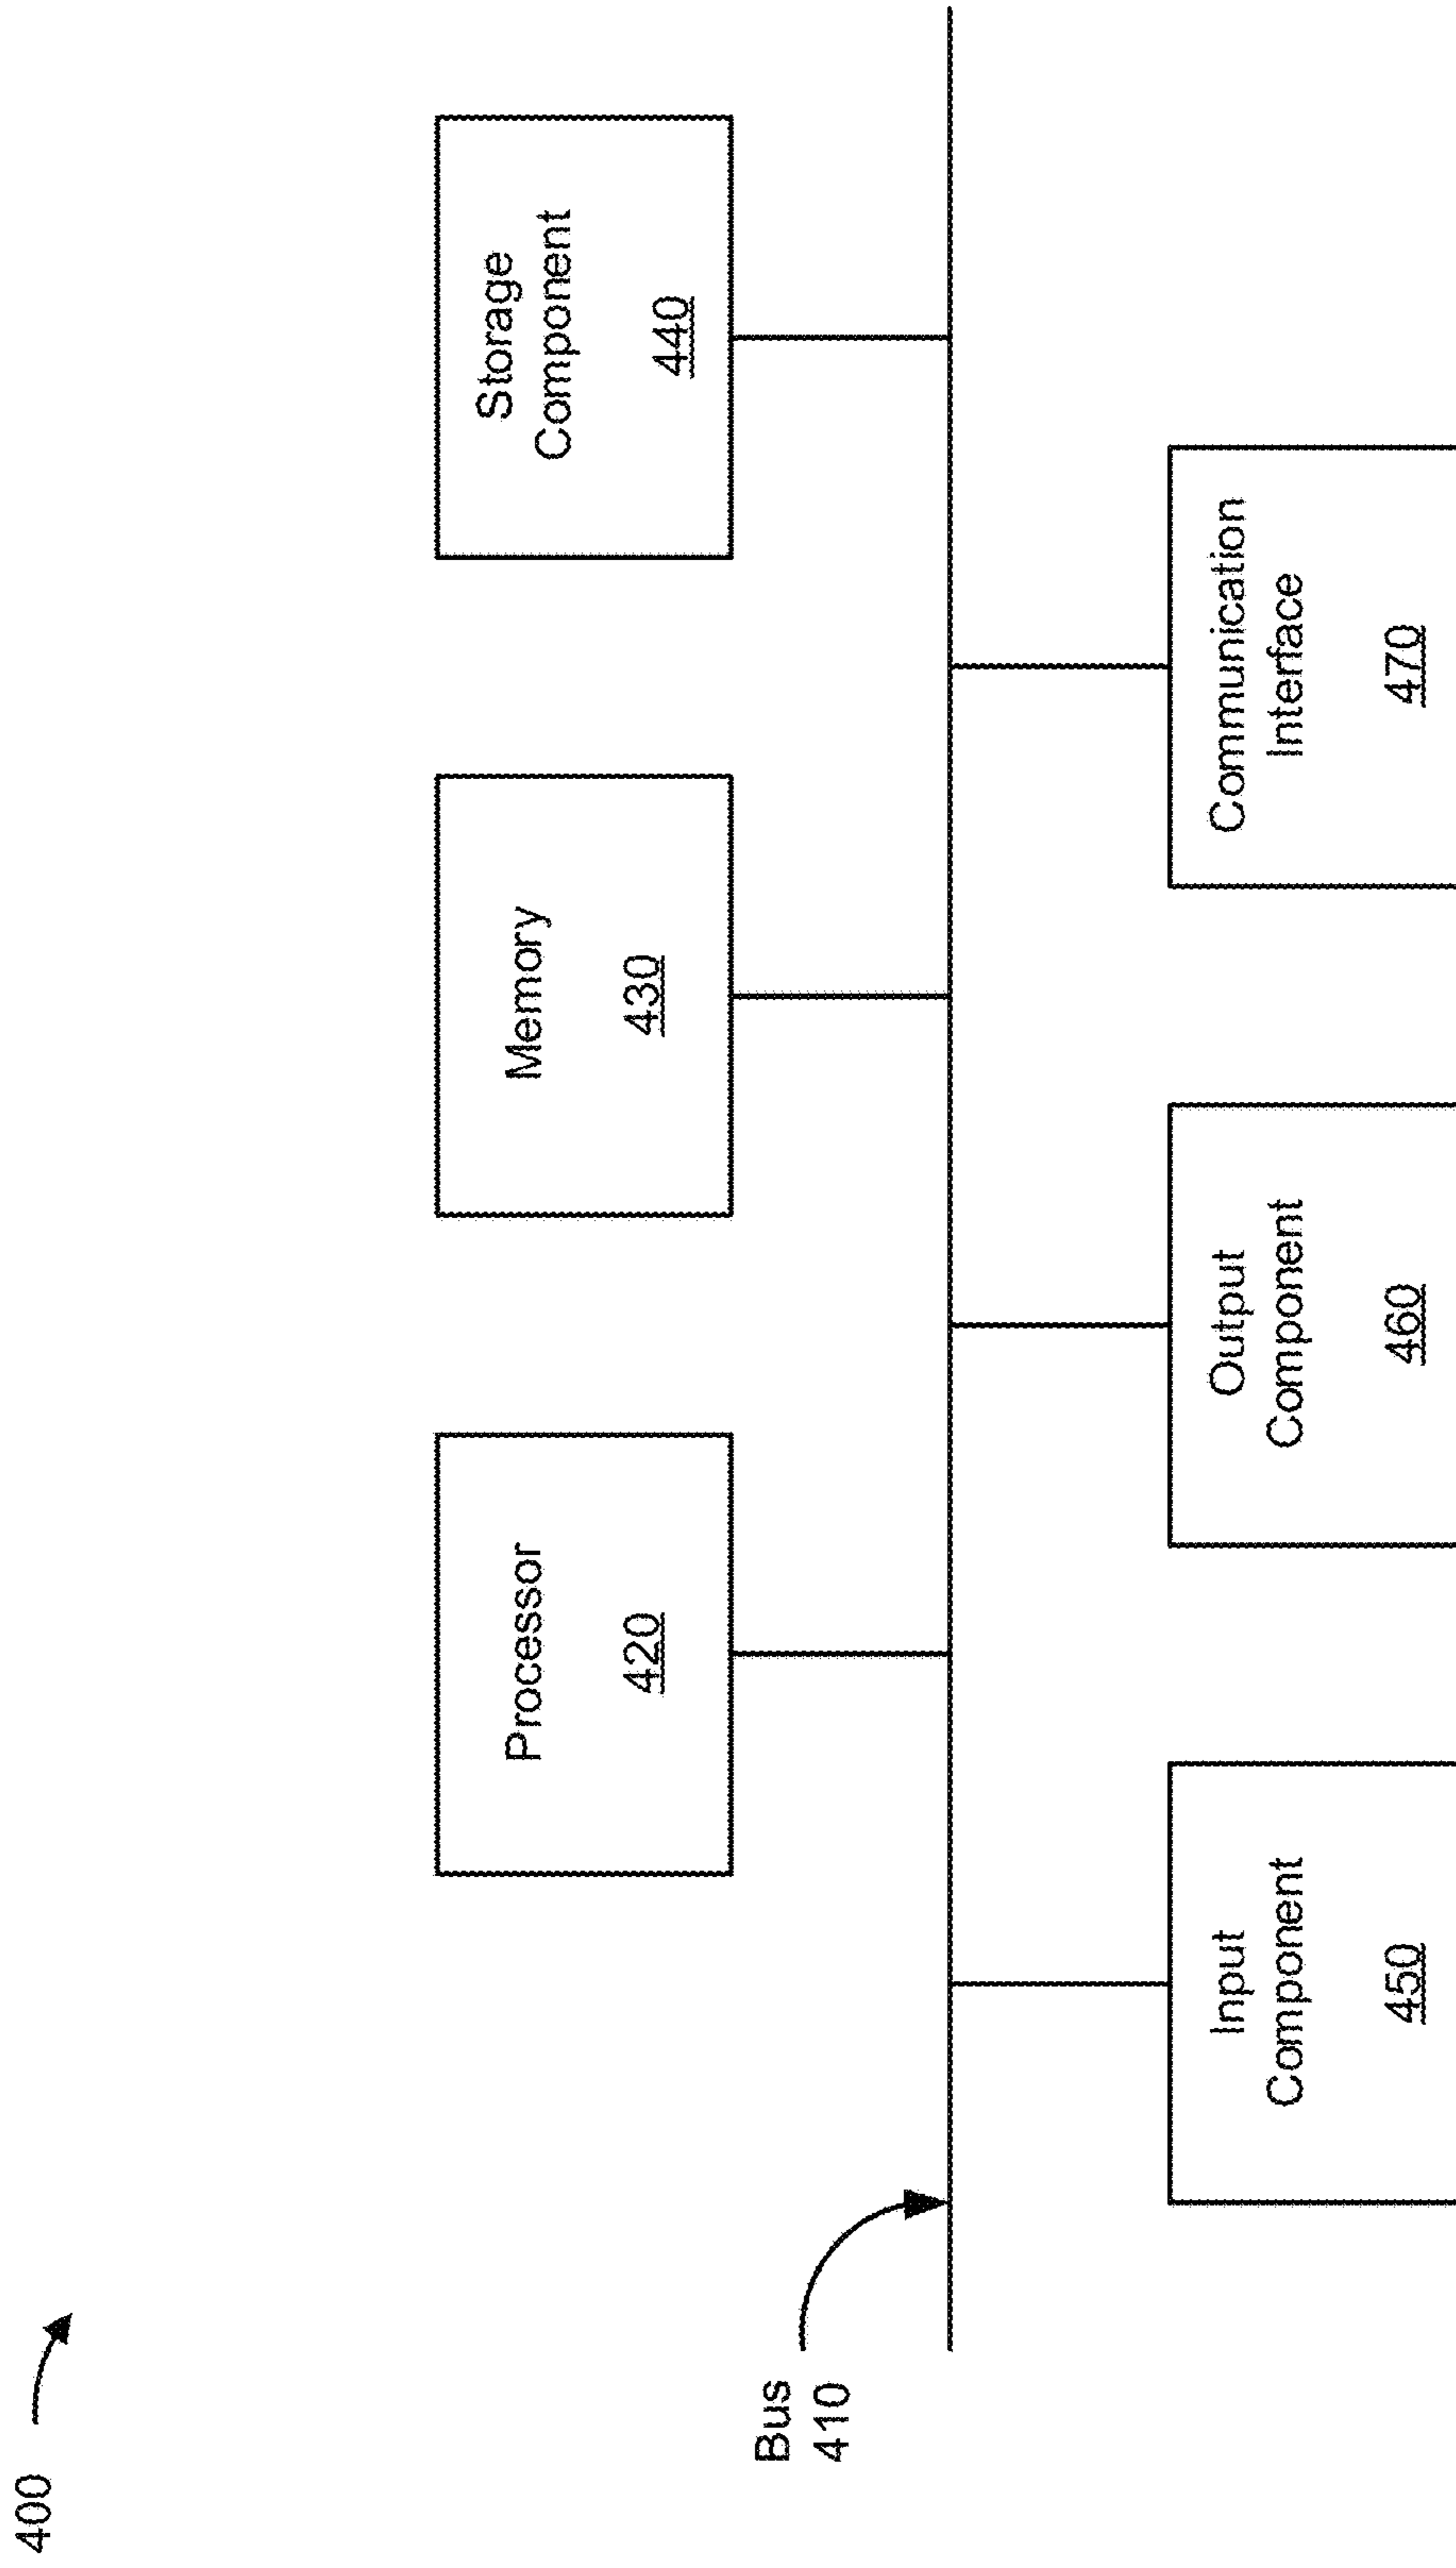 400
Processor
420
Memory
430
Storage
Component
440
Bus
410
Input
Component
450
Output
Component
460
Communication
Interface
470